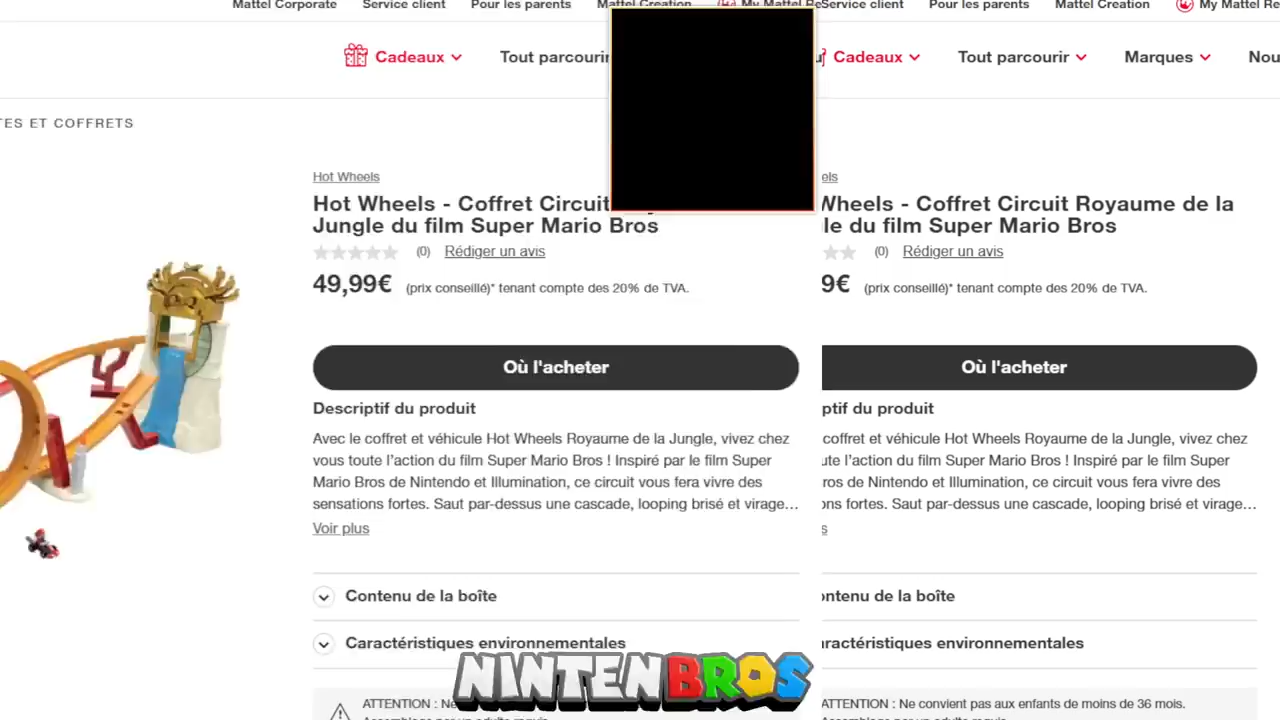 Mattel Corporate Service client Pour les parents Mattel Creation My Mattel
Service client Pour les parents Mattel Creation My Mattel Re
Cadeaux Tout parcourir
Cadeaux Tout parcourir Marques Nou
TES ET COFFRETS
Hot Wheels
Hot Wheels - Coffret Circuit
Jungle du film Super Mario Bros
(0) Rédiger un avis
49,99€ (prix conseillé)* tenant compte des 20% de TVA.
Où l'acheter
Descriptif du produit
Avec le coffret et véhicule Hot Wheels Royaume de la Jungle, vivez chez
vous toute l'action du film Super Mario Bros ! Inspiré par le film Super
Mario Bros de Nintendo et Illumination, ce circuit vous fera vivre des
sensations fortes. Saut par-dessus une cascade, looping brisé et virage…
Voir plus
Contenu de la boîte
Caractéristiques environnementales
ATTENTION : Ne
els
Wheels - Coffret Circuit Royaume de la
le du film Super Mario Bros
(0) Rédiger un avis
9€ (prix conseillé)* tenant compte des 20% de TVA.
Où l'acheter
ptif du produit
coffret et véhicule Hot Wheels Royaume de la Jungle, vivez chez
ute l'action du film Super Mario Bros ! Inspiré par le film Super
ros de Nintendo et Illumination, ce circuit vous fera vivre des
ons fortes. Saut par-dessus une cascade, looping brisé et virage…
s
ontenu de la boîte
ractéristiques environnementales
ATTENTION : Ne convient pas aux enfants de moins de 36 mois.
NINTENBROS